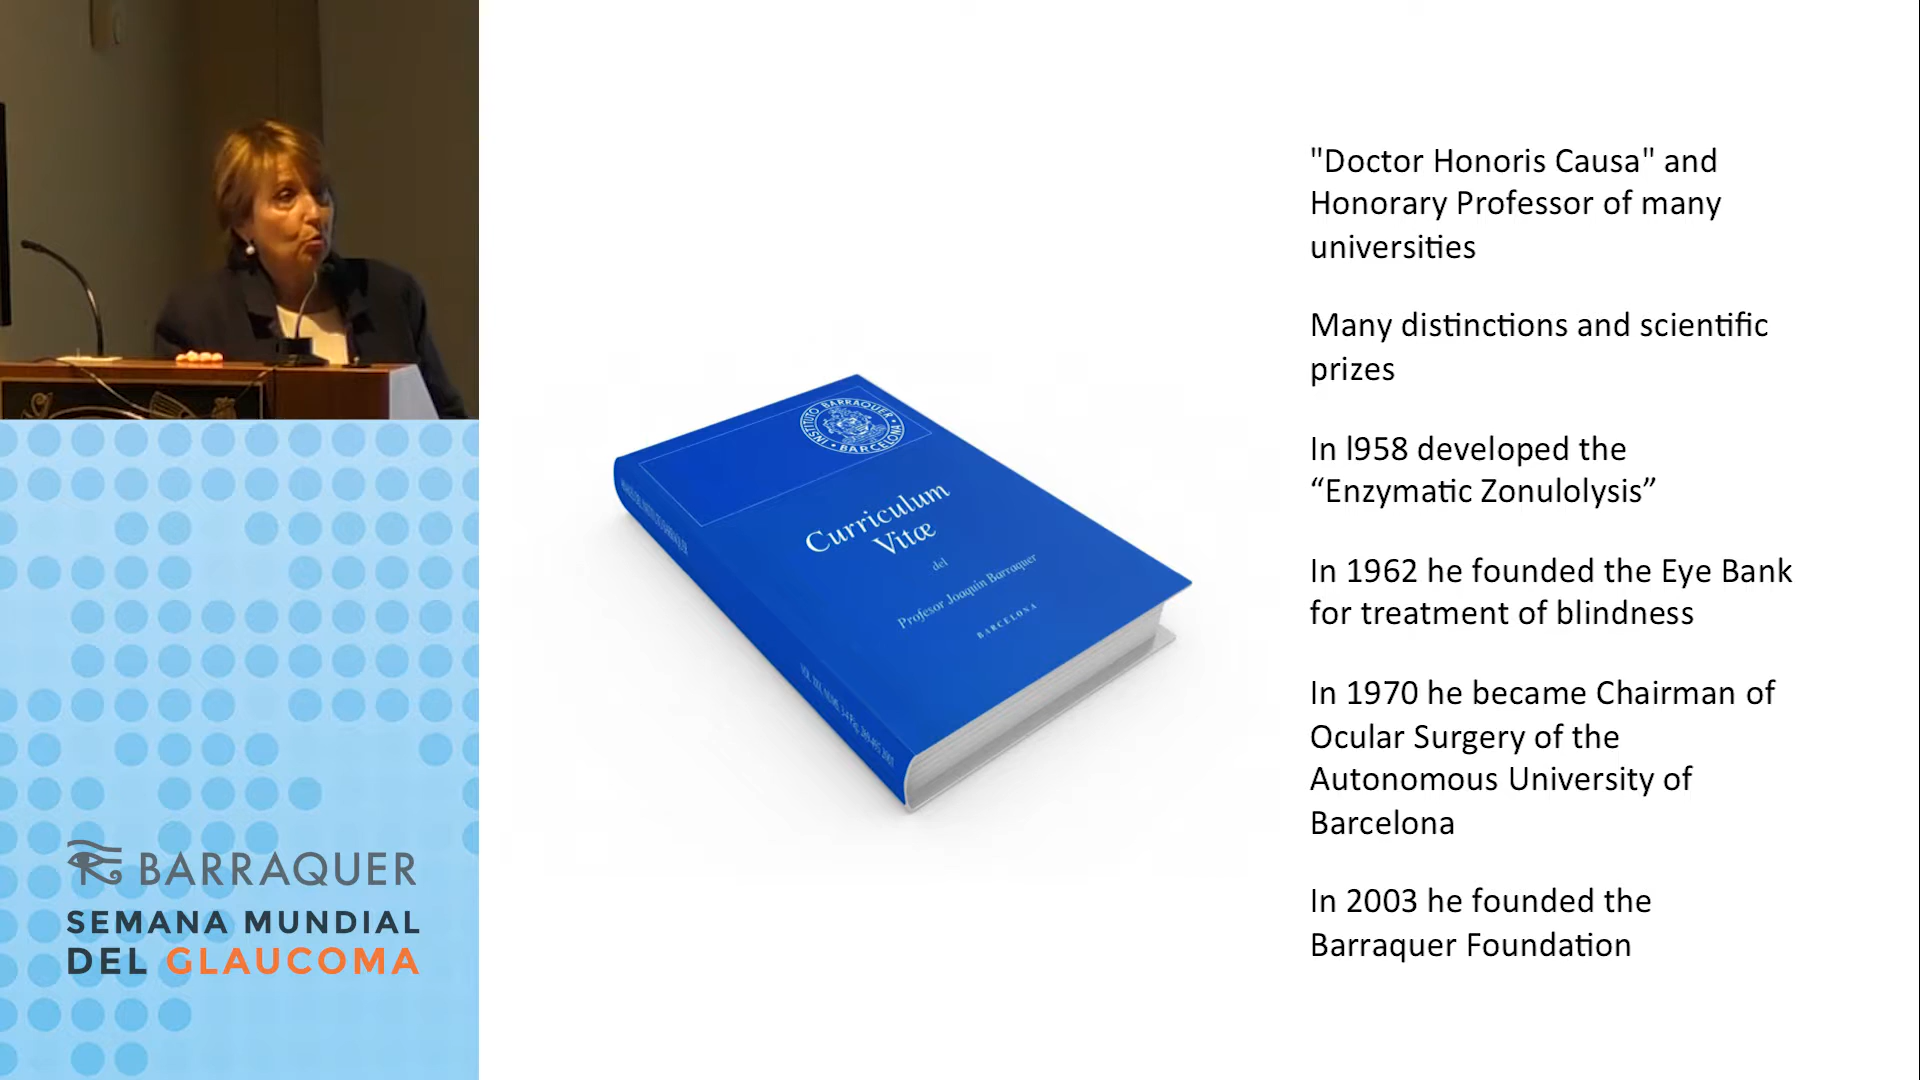 BARRAQUER
SEMANA MUNDIAL
DEL GLAUCOMA
INSTITUTO BARRAQUER
BARCELONA
Curriculum
Vitæ
del
Profesor Joaquín Barraquer
BARCELONA
"Doctor Honoris Causa" and
Honorary Professor of many
universities
Many distinctions and scientific
prizes
In l958 developed the
“Enzymatic Zonulolysis”
In 1962 he founded the Eye Bank
for treatment of blindness
In 1970 he became Chairman of
Ocular Surgery of the
Autonomous University of
Barcelona
In 2003 he founded the
Barraquer Foundation